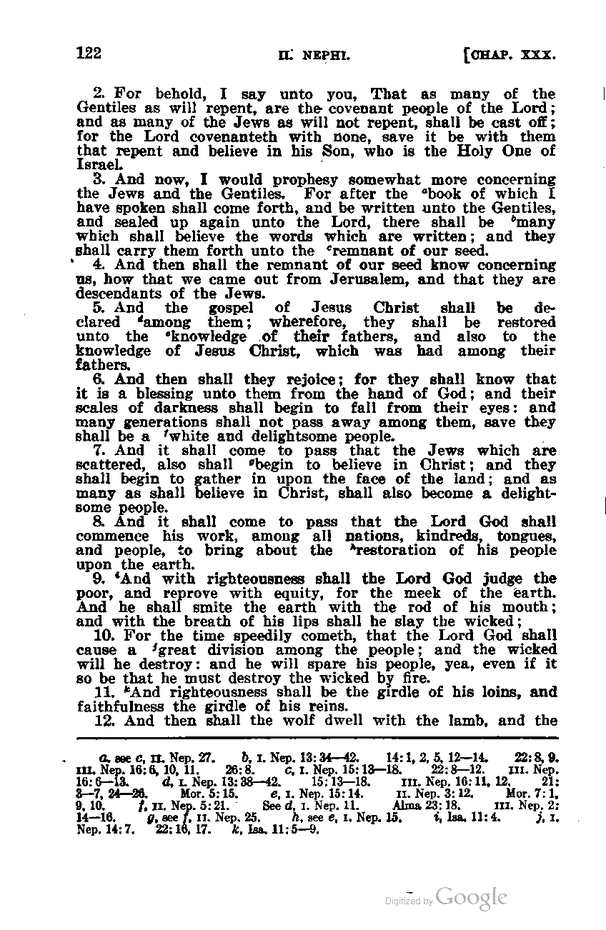 122 II. NEPHI. [CHAP. XXX.
2. For behold, I say unto you, That as many of the
Gentiles as will repent, are the covenant people of the Lord;
and as many of the Jews as will not repent, shall be cast off;
for the Lord covenanteth with none, save it be with them
that repent and believe in his Son, who is the Holy One of
Israel.
3. And now, I would prophesy somewhat more concerning
the Jews and the Gentiles. For after the ᵃbook of which I
have spoken shall come forth, and be written unto the Gentiles,
and sealed up again unto the Lord, there shall be ᵇmany
which shall believe the words which are written; and they
shall carry them forth unto the ᶜremnant of our seed.
4. And then shall the remnant of our seed know concerning
us, how that we came out from Jerusalem, and that they are
descendants of the Jews.
5. And the gospel of Jesus Christ shall be de-
clared ᵈamong them; wherefore, they shall be restored
unto the ᵉknowledge of their fathers, and also to the
knowledge of Jesus Christ, which was had among their
fathers.
6. And then shall they rejoice; for they shall know that
it is a blessing unto them from the hand of God; and their
scales of darkness shall begin to fall from their eyes: and
many generations shall not pass away among them, save they
shall be a ᶠwhite and delightsome people.
7. And it shall come to pass that the Jews which are
scattered, also shall ᵍbegin to believe in Christ; and they
shall begin to gather in upon the face of the land; and as
many as shall believe in Christ, shall also become a delight-
some people.
8. And it shall come to pass that the Lord God shall
commence his work, among all nations, kindreds, tongues,
and people, to bring about the ʰrestoration of his people
upon the earth.
9. ⁱAnd with righteousness shall the Lord God judge the
poor, and reprove with equity, for the meek of the earth.
And he shall smite the earth with the rod of his mouth;
and with the breath of his lips shall he slay the wicked;
10. For the time speedily cometh, that the Lord God shall
cause a ʲgreat division among the people; and the wicked
will he destroy: and he will spare his people, yea, even if it
so be that he must destroy the wicked by fire.
11. ᵏAnd righteousness shall be the girdle of his loins, and
faithfulness the girdle of his reins.
12. And then shall the wolf dwell with the lamb, and the
a, see c, II. Nep. 27. b, I. Nep. 13:34—42. 14:1, 2, 5, 12—14. 22:8, 9.
III. Nep. 16:6, 10, 11. 26:8. c, I. Nep. 15:13—18. 22:8—12. III. Nep.
16:6—13. d, I. Nep. 13:38—42. 15:13—18. III. Nep. 16:11, 12. 21:
3—7, 24—26. Mor. 5:15. e, I. Nep. 15:14. II. Nep. 3:12. Mor. 7:1,
9, 10. f, II. Nep. 5:21. See d, I. Nep. 11. Alma 23:18. III. Nep. 2:
14—16. g, see f, II. Nep. 25. h, see e, I. Nep. 15. i, Isa. 11:4. j, I.
Nep. 14:7. 22:16, 17. k, Isa. 11:5—9.
Digitized by Google